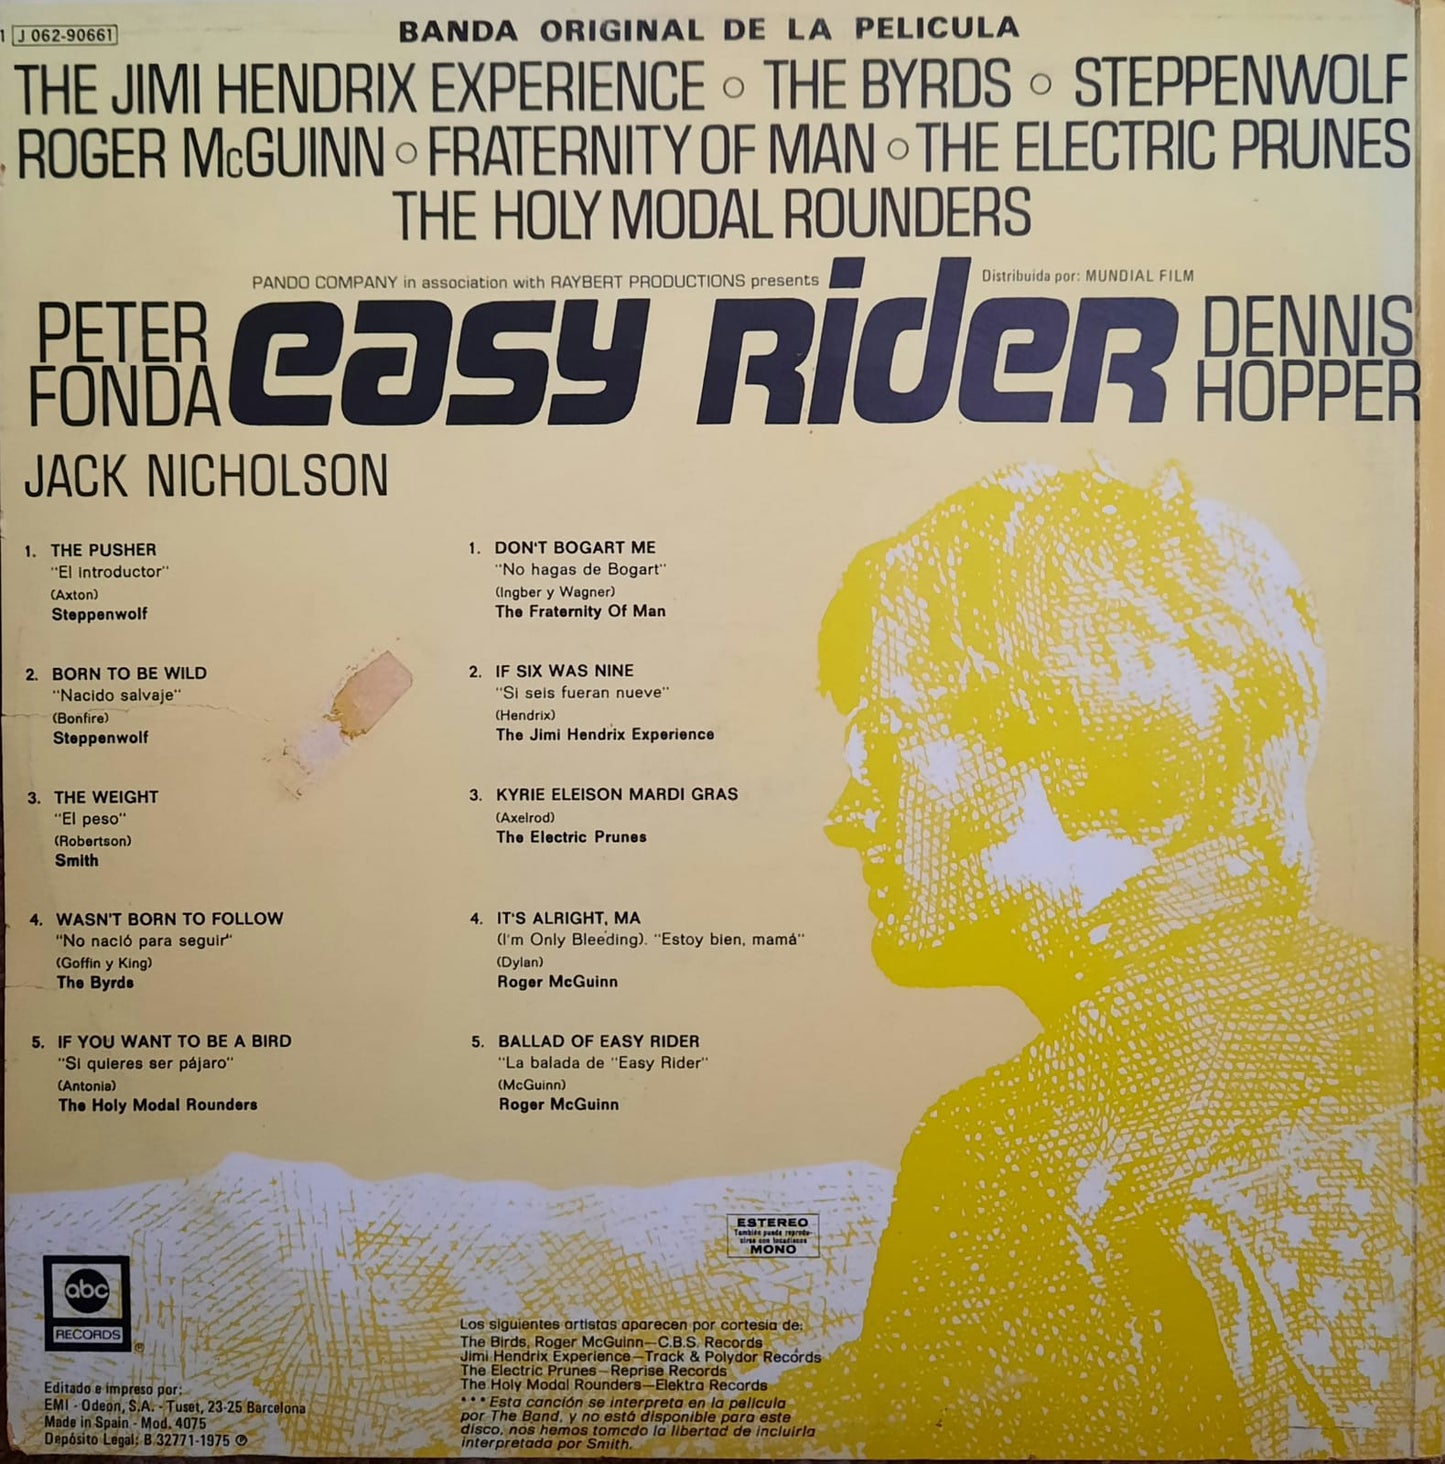 1 J 062-90661
BANDA ORIGINAL DE LA PELICULA
THE JIMI HENDRIX EXPERIENCE ○ THE BYRDS ○ STEPPENWOLF
ROGER McGUINN ○ FRATERNITY OF MAN ○ THE ELECTRIC PRUNES
THE HOLY MODAL ROUNDERS
PANDO COMPANY in association with RAYBERT PRODUCTIONS presents
Distribuida por: MUNDIAL FILM
PETER
FONDA
easy rider
DENNIS
HOPPER
JACK NICHOLSON
1. THE PUSHER
"El introductor"
(Axton)
Steppenwolf
2. BORN TO BE WILD
"Nacido salvaje"
(Bonfire)
Steppenwolf
3. THE WEIGHT
"El peso"
(Robertson)
Smith
4. WASN'T BORN TO FOLLOW
"No nació para seguir"
(Goffin y King)
The Byrds
5. IF YOU WANT TO BE A BIRD
"Si quieres ser pájaro"
(Antonia)
The Holy Modal Rounders
1. DON'T BOGART ME
"No hagas de Bogart"
(Ingber y Wagner)
The Fraternity Of Man
2. IF SIX WAS NINE
"Si seis fueran nueve"
(Hendrix)
The Jimi Hendrix Experience
3. KYRIE ELEISON MARDI GRAS
(Axelrod)
The Electric Prunes
4. IT'S ALRIGHT, MA
(I'm Only Bleeding). "Estoy bien, mamá"
(Dylan)
Roger McGuinn
5. BALLAD OF EASY RIDER
"La balada de "Easy Rider"
(McGuinn)
Roger McGuinn
ESTEREO
También puede reprodu-
cirse con tocadiscos
MONO
abc
RECORDS
®
Editado e impreso por:
EMI - Odeón, S.A. - Tuset, 23-25 Barcelona
Made in Spain - Mod. 4075
Depósito Legal: B 32771-1975 ℗
Los siguientes artistas aparecen por cortesía de:
The Birds, Roger McGuinn—C.B.S. Records
Jimi Hendrix Experience—Track & Polydor Records
The Electric Prunes—Reprise Records
The Holy Modal Rounders—Elektra Records
*** Esta canción se interpreta en la película
por The Band, y no está disponible para este
disco, nos hemos tomado la libertad de incluirla
interpretada por Smith.